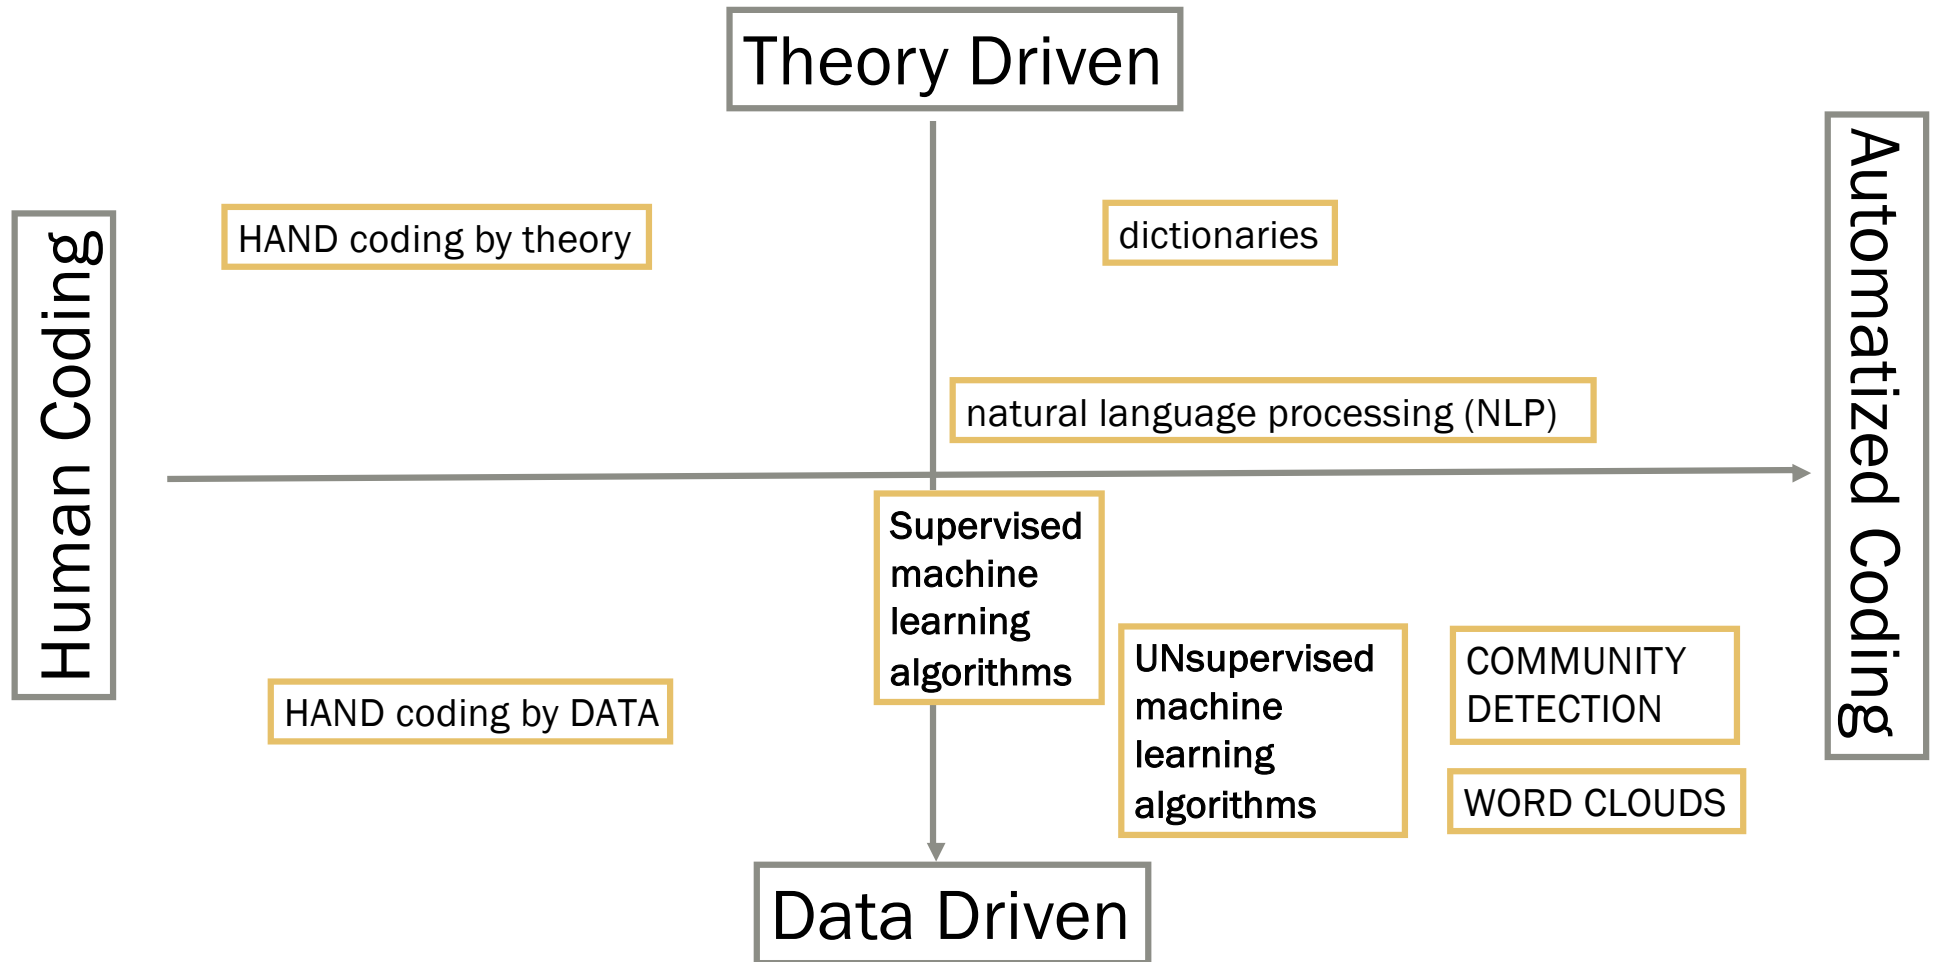 Theory Driven
Human Coding
Automatized Coding
HAND coding by theory
dictionaries
natural language processing (NLP)
Supervised
machine
learning
algorithms
UNsupervised
machine
learning
algorithms
COMMUNITY
DETECTION
HAND coding by DATA
WORD CLOUDS
Data Driven